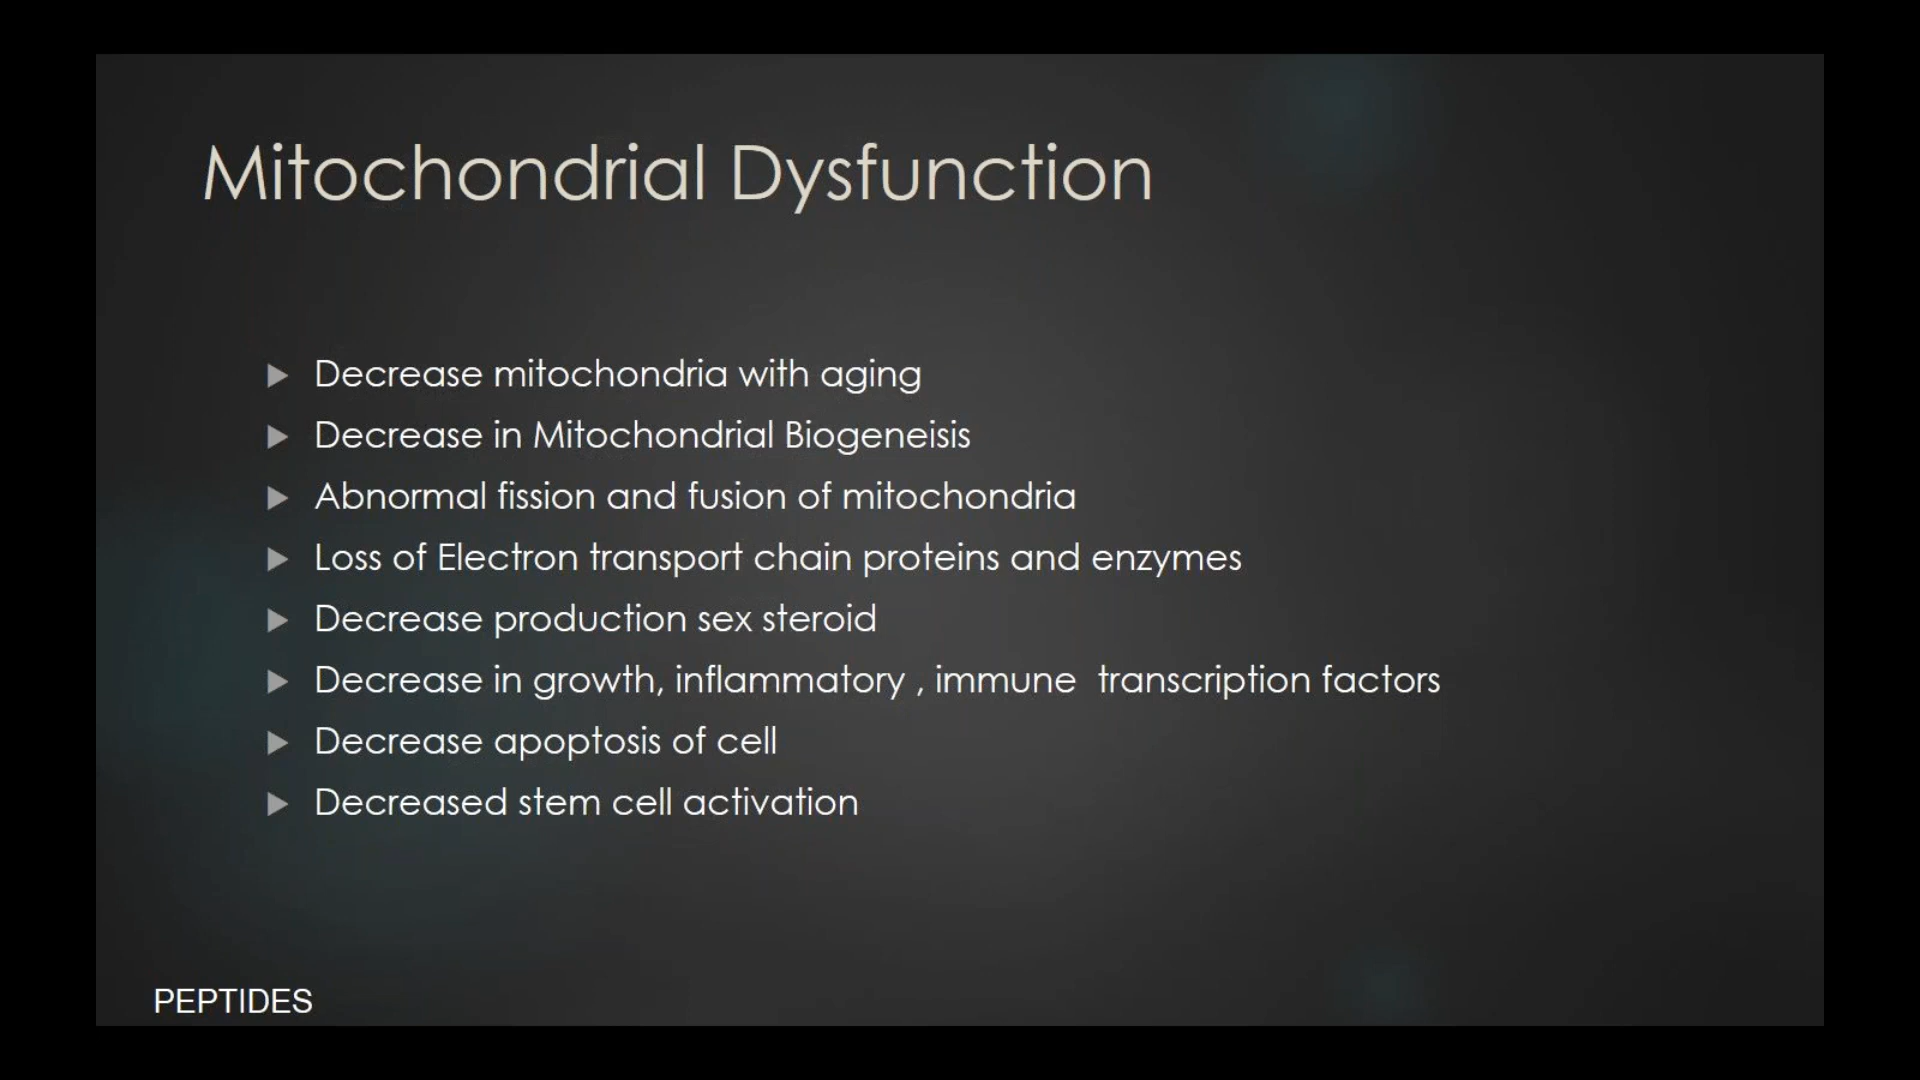 Mitochondrial Dysfunction
Decrease mitochondria with aging
Decrease in Mitochondrial Biogeneisis
Abnormal fission and fusion of mitochondria
Loss of Electron transport chain proteins and enzymes
Decrease production sex steroid
Decrease in growth, inflammatory , immune  transcription factors
Decrease apoptosis of cell
Decreased stem cell activation
PEPTIDES